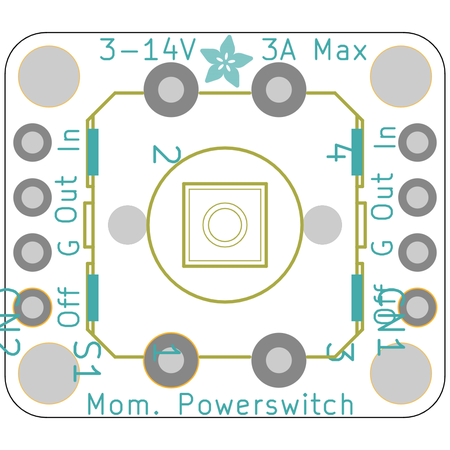 3-14V 3A Max
In In
2 4
Out Out
G G
Off Off
CN2 CN1
S1 1 3
Mom. Powerswitch